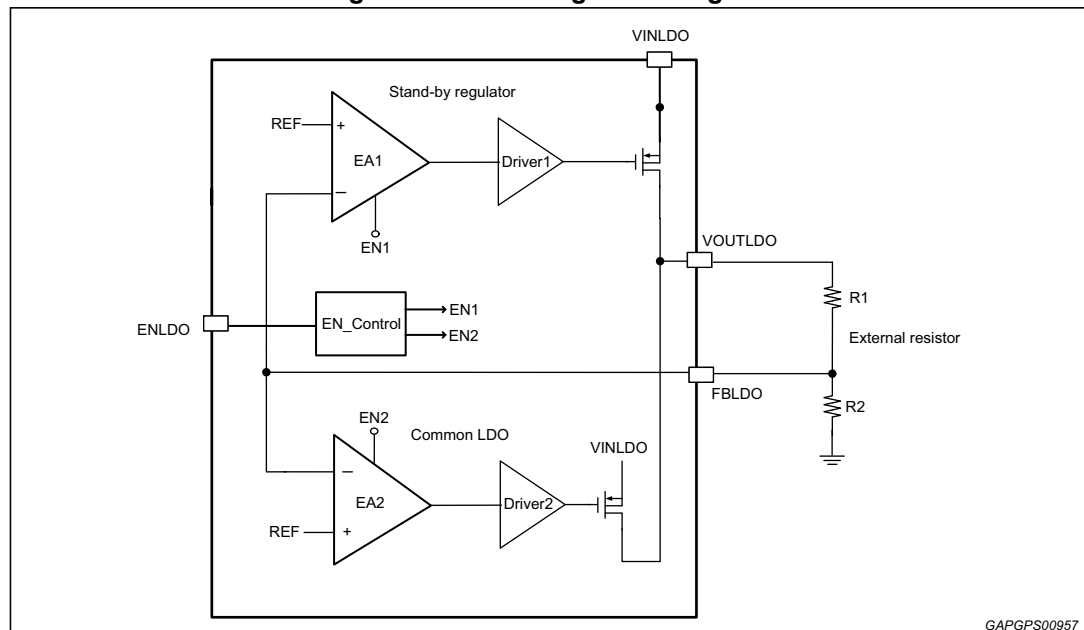 VINLDO
Stand-by regulator
REF
+
EA1
−
Driver1
EN1
VOUTLDO
R1
ENLDO
EN_Control
EN1
EN2
External resistor
FBLDO
R2
EN2
Common LDO
VINLDO
−
EA2
Driver2
REF
+
GAPGPS00957